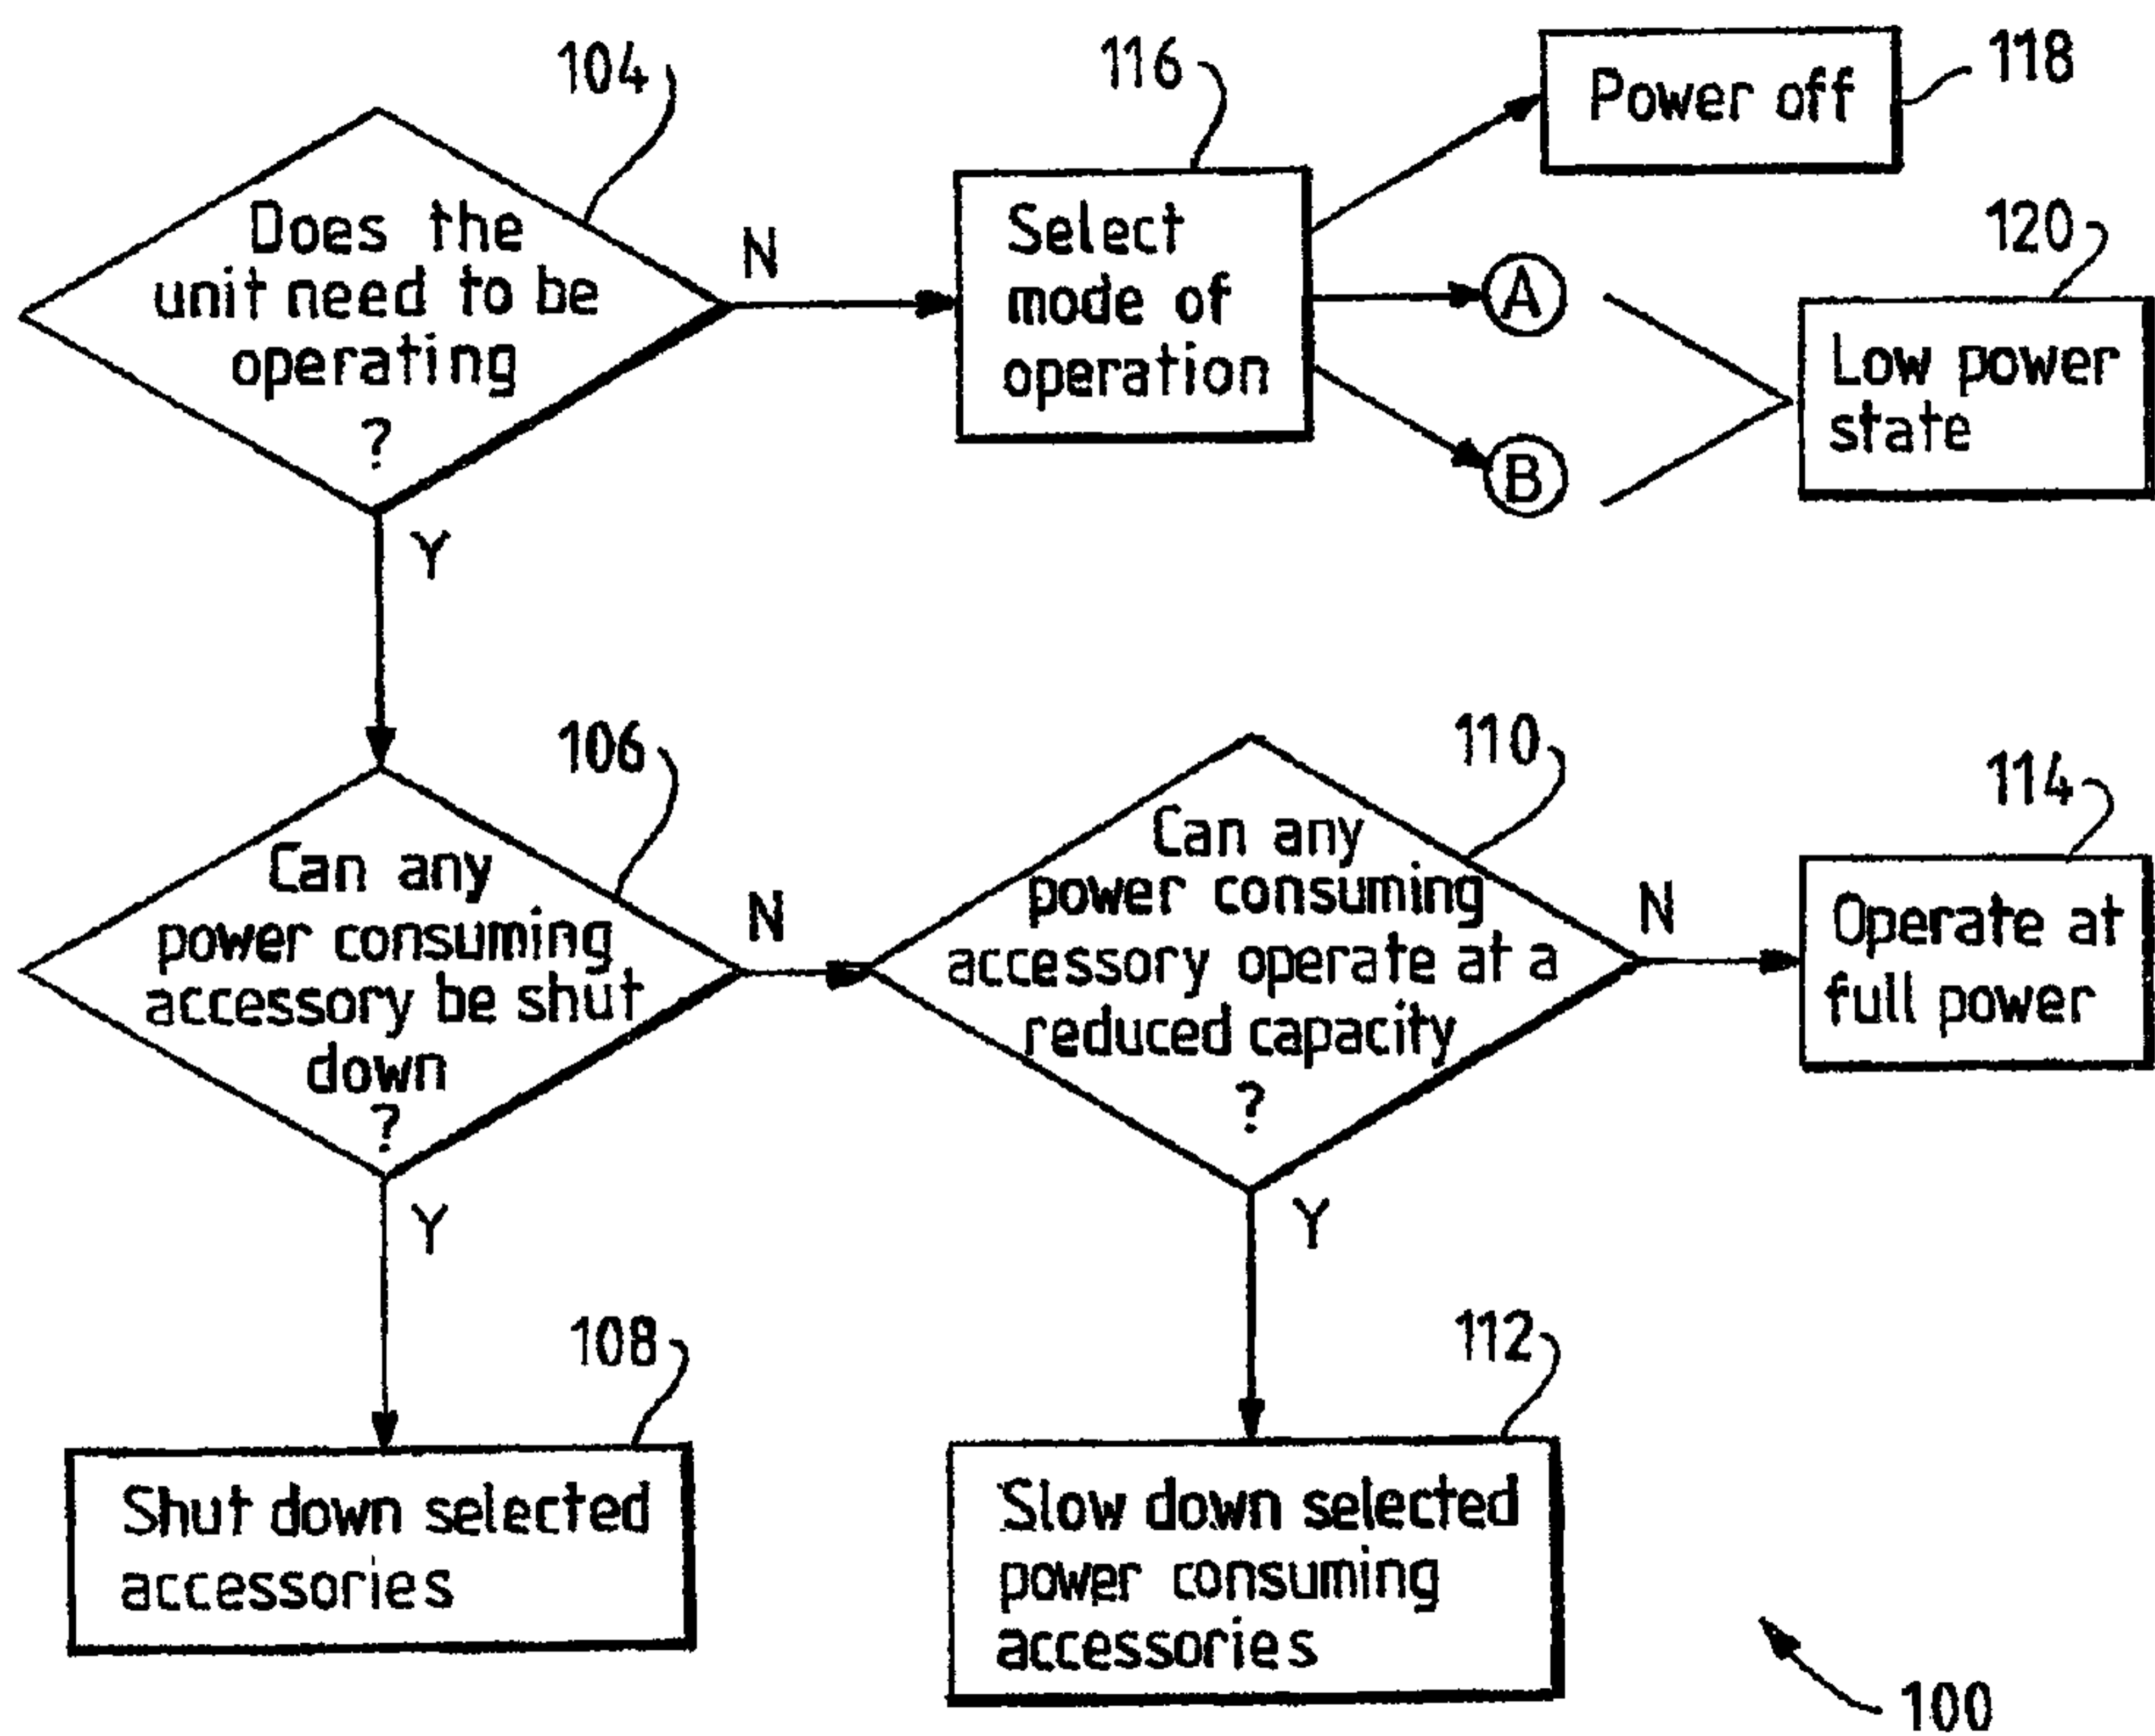 104
Does the
unit need to be
operating
?
N
Y
116
Select
mode of
operation
Power off
118
A
B
120
Low power
state
106
Can any
power consuming
accessory be shut
down
?
N
Y
110
Can any
power consuming
accessory operate at a
reduced capacity
?
N
Y
114
Operate at
full power
108
Shut down selected
accessories
112
Slow down selected
power consuming
accessories
100